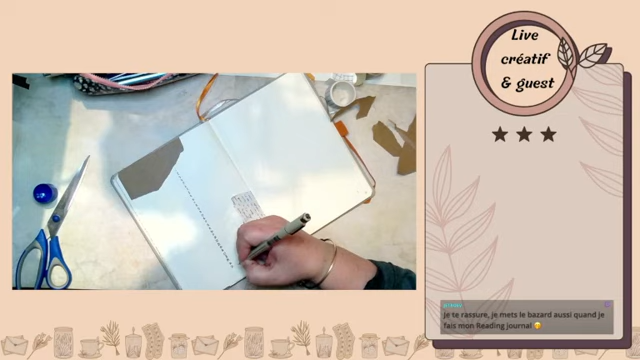 Live
créatif
& guest
je te rassure, je mets le bazard aussi quand je
fais mon Reading journal